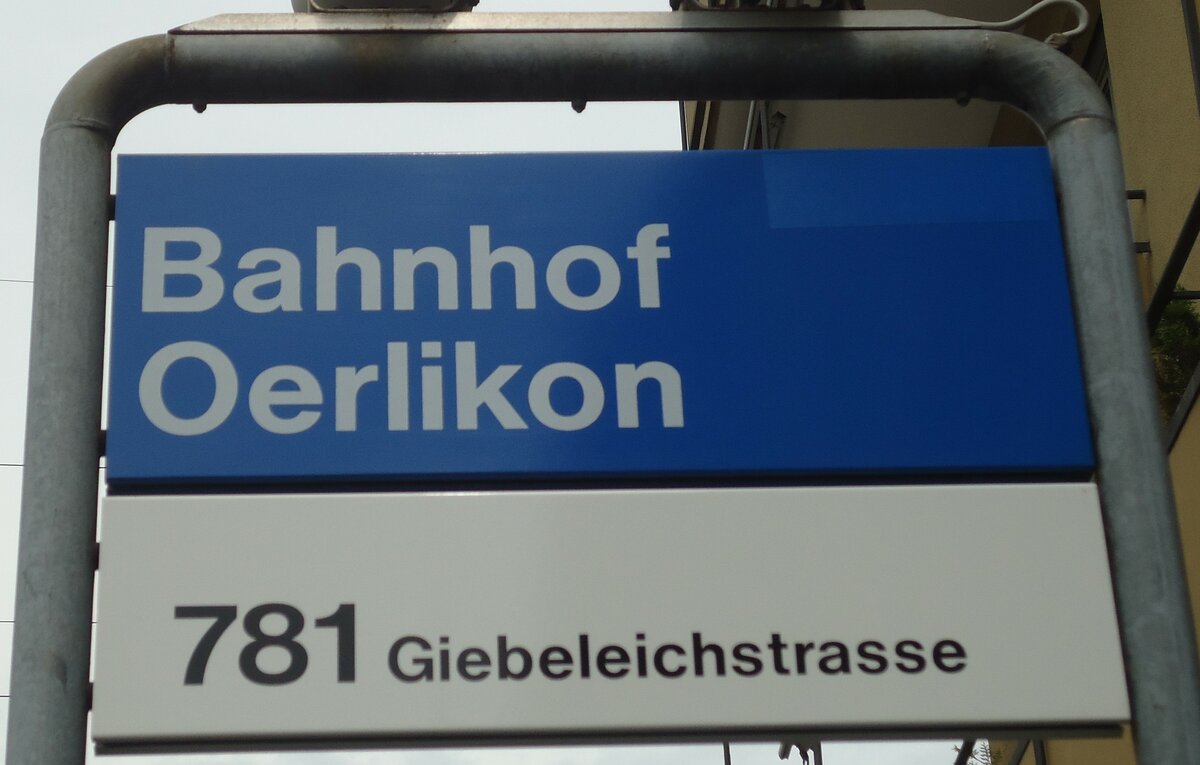 Bahnhof
Oerlikon
781 Giebeleichstrasse